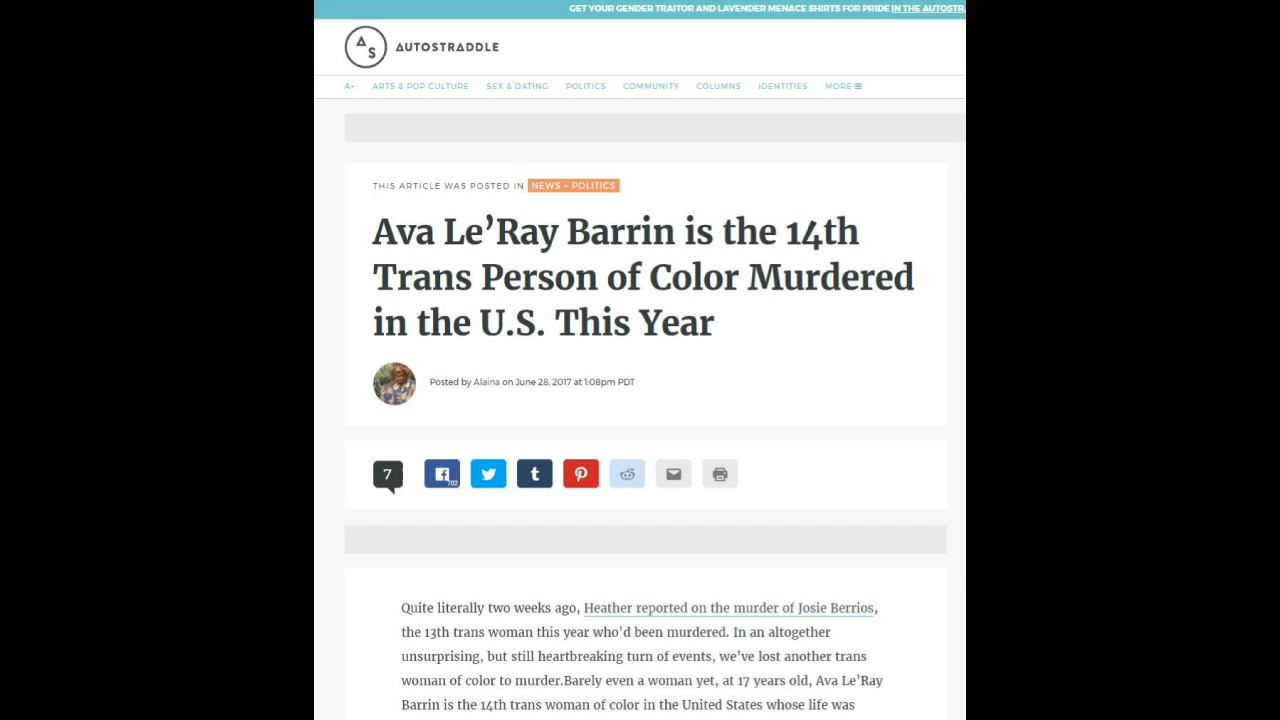 GET YOUR GENDER TRAITOR AND LAVENDER MENACE SHIRTS FOR PRIDE IN THE AUTOSTRA
A S AUTOSTRADDLE
A+ ARTS & POP CULTURE SEX & DATING POLITICS COMMUNITY COLUMNS IDENTITIES MORE
THIS ARTICLE WAS POSTED IN NEWS + POLITICS
Ava Le’Ray Barrin is the 14th
Trans Person of Color Murdered
in the U.S. This Year
Posted by Alaina on June 28, 2017 at 1:08pm PDT
7 702
Quite literally two weeks ago, Heather reported on the murder of Josie Berrios,
the 13th trans woman this year who’d been murdered. In an altogether
unsurprising, but still heartbreaking turn of events, we’ve lost another trans
woman of color to murder.Barely even a woman yet, at 17 years old, Ava Le’Ray
Barrin is the 14th trans woman of color in the United States whose life was